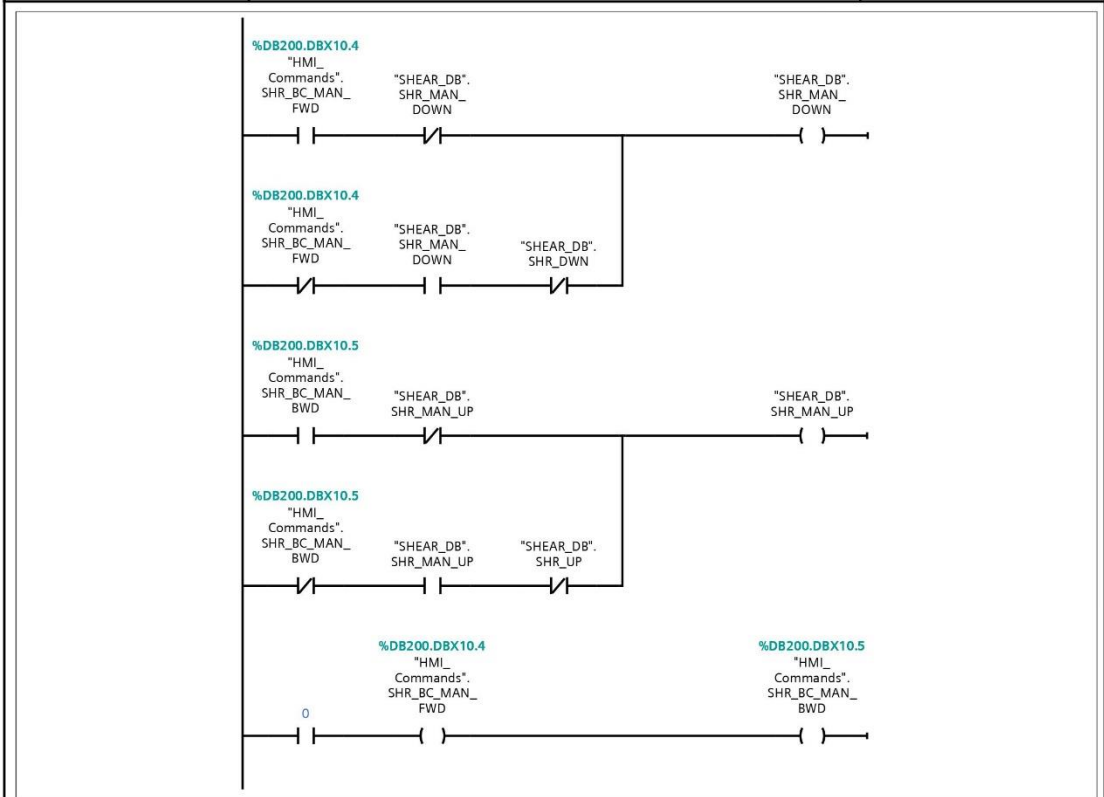 %DB200.DBX10.4
"HMI_
Commands".
SHR_BC_MAN_
FWD
"SHEAR_DB".
SHR_MAN_
DOWN
"SHEAR_DB".
SHR_MAN_
DOWN
%DB200.DBX10.4
"HMI_
Commands".
SHR_BC_MAN_
FWD
"SHEAR_DB".
SHR_MAN_
DOWN
"SHEAR_DB".
SHR_DWN
%DB200.DBX10.5
"HMI_
Commands".
SHR_BC_MAN_
BWD
"SHEAR_DB".
SHR_MAN_UP
"SHEAR_DB".
SHR_MAN_UP
%DB200.DBX10.5
"HMI_
Commands".
SHR_BC_MAN_
BWD
"SHEAR_DB".
SHR_MAN_UP
"SHEAR_DB".
SHR_UP
0
%DB200.DBX10.4
"HMI_
Commands".
SHR_BC_MAN_
FWD
%DB200.DBX10.5
"HMI_
Commands".
SHR_BC_MAN_
BWD